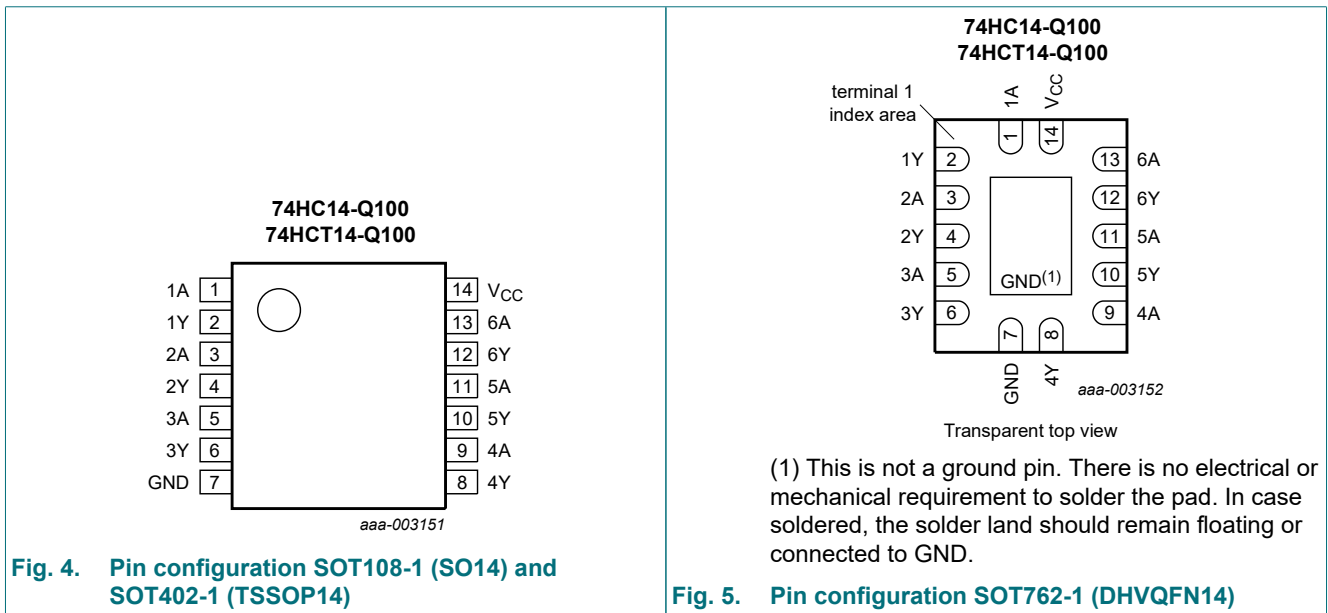 74HC14-Q100
74HCT14-Q100
1A 1 14 VCC
1Y 2 13 6A
2A 3 12 6Y
2Y 4 11 5A
3A 5 10 5Y
3Y 6 9 4A
GND 7 8 4Y
aaa-003151
Fig. 4. Pin configuration SOT108-1 (SO14) and
SOT402-1 (TSSOP14)
74HC14-Q100
74HCT14-Q100
terminal 1
index area
1A VCC
1 14
1Y 2 13 6A
2A 3 12 6Y
2Y 4 11 5A
3A 5 GND(1) 10 5Y
3Y 6 9 4A
7 8
GND 4Y
aaa-003152
Transparent top view
(1) This is not a ground pin. There is no electrical or
mechanical requirement to solder the pad. In case
soldered, the solder land should remain floating or
connected to GND.
Fig. 5. Pin configuration SOT762-1 (DHVQFN14)